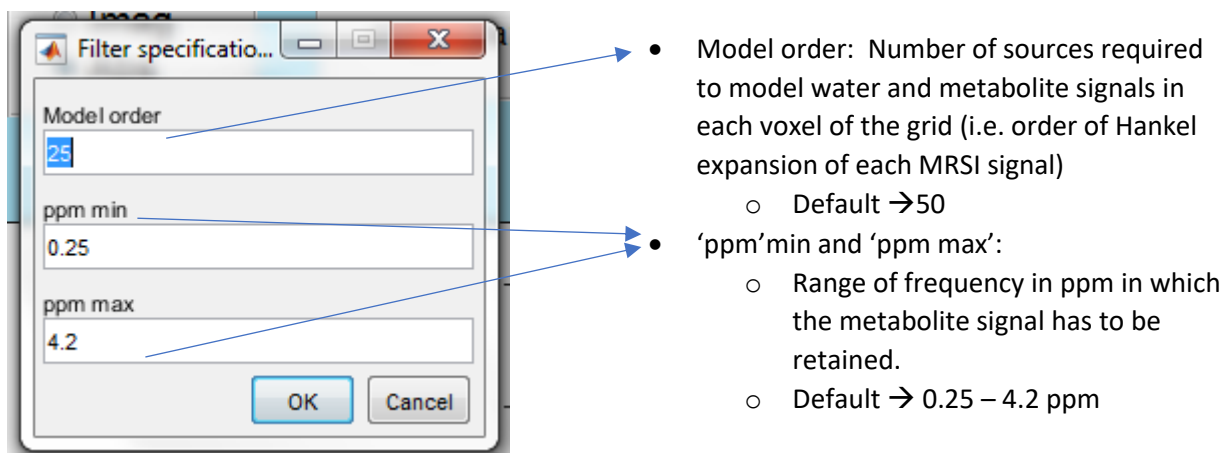 Filter specificatio...
Model order
25
ppm min
0.25
ppm max
4.2
OK Cancel
• Model order: Number of sources required
to model water and metabolite signals in
each voxel of the grid (i.e. order of Hankel
expansion of each MRSI signal)
o Default →50
• ‘ppm’min and ‘ppm max’:
o Range of frequency in ppm in which
the metabolite signal has to be
retained.
o Default → 0.25 – 4.2 ppm